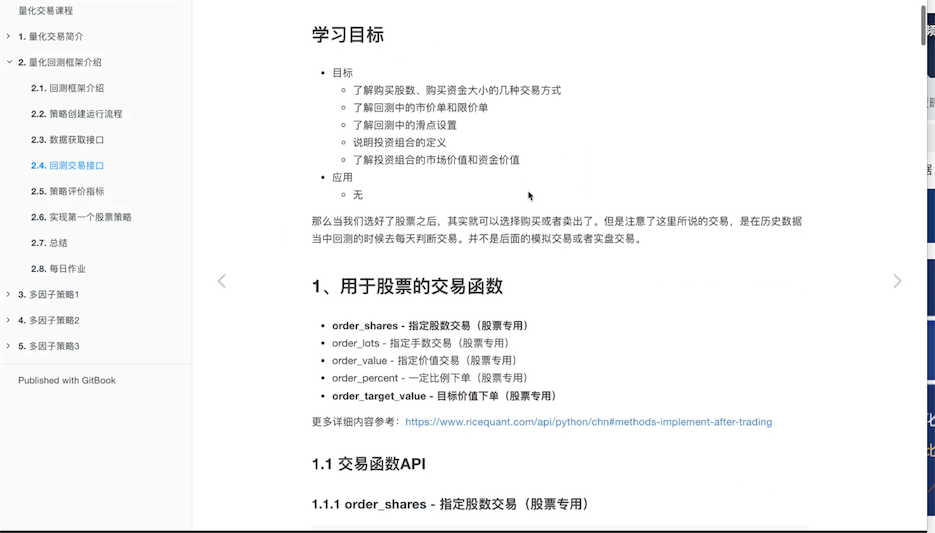 量化交易课程
1. 量化交易简介
2. 量化回测框架介绍
2.1. 回测框架介绍
2.2. 策略创建运行流程
2.3. 数据获取接口
2.4. 回测交易接口
2.5. 策略评价指标
2.6. 实现第一个股票策略
2.7. 总结
2.8. 每日作业
3. 多因子策略1
4. 多因子策略2
5. 多因子策略3
Published with GitBook
学习目标
目标
了解购买股数、购买资金大小的几种交易方式
了解回测中的市价单和限价单
了解回测中的滑点设置
说明投资组合的定义
了解投资组合的市场价值和资金价值
应用
无
那么当我们选好了股票之后，其实就可以选择购买或者卖出了。但是注意了这里所说的交易，是在历史数据
当中回测的时候去每天判断交易。并不是后面的模拟交易或者实盘交易。
1、用于股票的交易函数
order_shares - 指定股数交易（股票专用）
order_lots - 指定手数交易（股票专用）
order_value - 指定价值交易（股票专用）
order_percent - 一定比例下单（股票专用）
order_target_value - 目标价值下单（股票专用）
更多详细内容参考：https://www.ricequant.com/api/python/chn#methods-implement-after-trading
1.1 交易函数API
1.1.1 order_shares - 指定股数交易（股票专用）